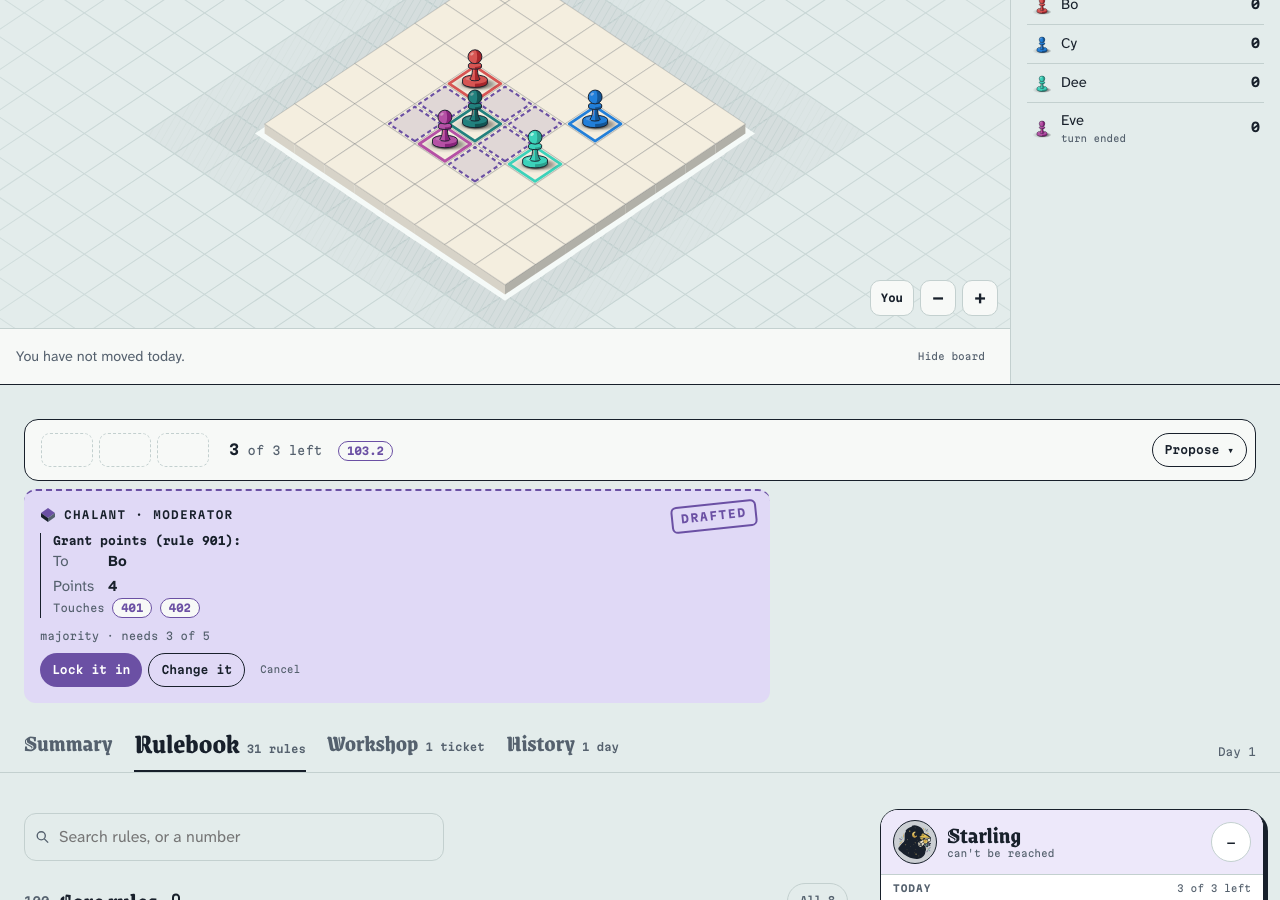 Bo 0
Cy 0
Dee 0
Eve 0
turn ended
You − +
You have not moved today.
Hide board
3 of 3 left 103.2
Propose ▾
CHALANT · MODERATOR
DRAFTED
Grant points (rule 901):
To Bo
Points 4
Touches 401 402
majority · needs 3 of 5
Lock it in Change it Cancel
Summary Rulebook 31 rules Workshop 1 ticket History 1 day
Day 1
Search rules, or a number
Starling
can't be reached
−
TODAY 3 of 3 left